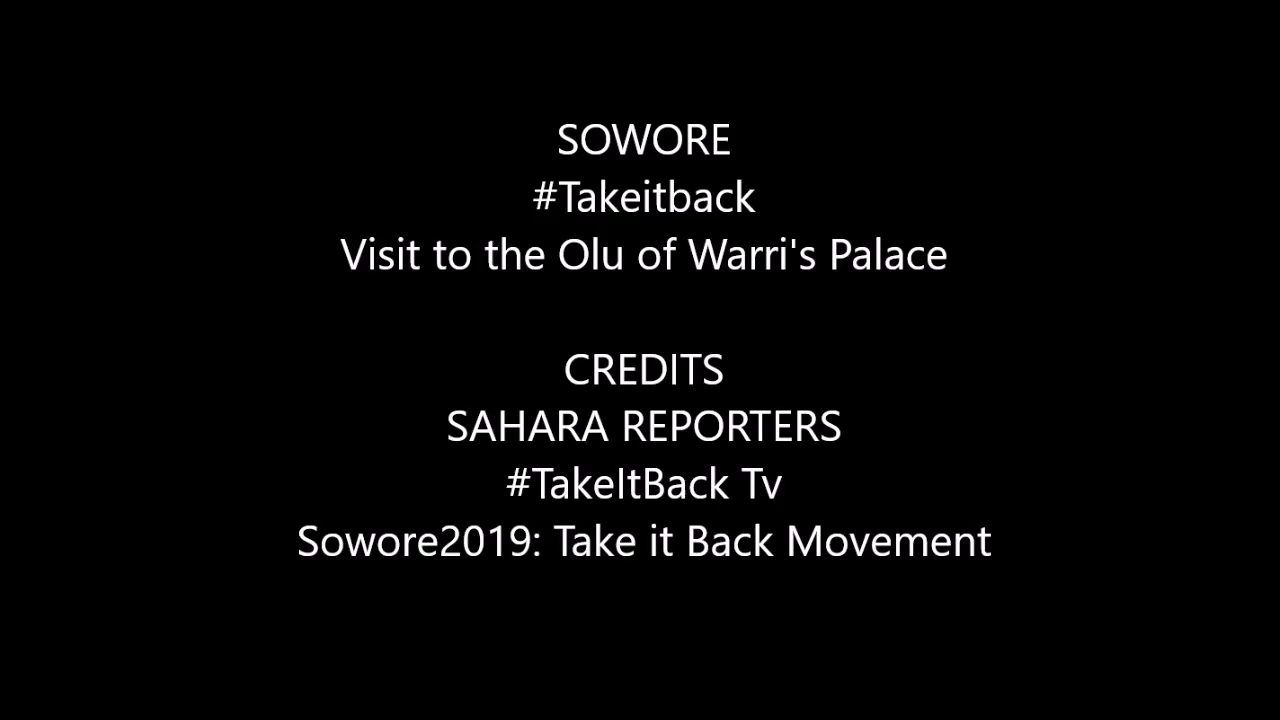 SOWORE
#Takeitback
Visit to the Olu of Warri's Palace
CREDITS
SAHARA REPORTERS
#TakeItBack Tv
Sowore2019: Take it Back Movement